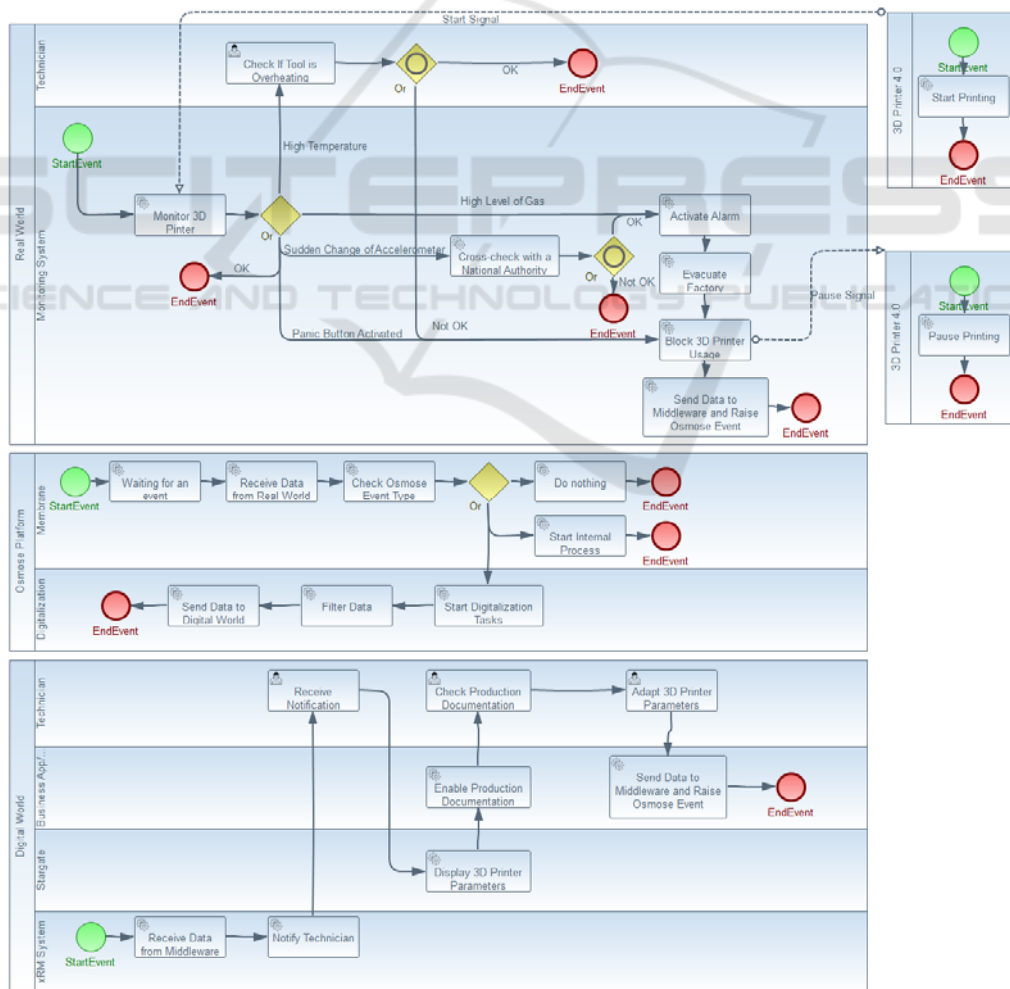 Start Signal
Technician
Check If Tool is
Overheating
Or
OK
EndEvent
3D Printer 4.0
StartEvent
Start Printing
EndEvent
Real World
Monitoring System
StartEvent
High Temperature
SCITEPRESS
SCIENCE AND TECHNOLOGY PUBLICATIONS
Monitor 3D
Pinter
Or
High Level of Gas
OK
Activate Alarm
Sudden Change of Accelerometer
Cross-check with a
National Authority
Or
Not OK
EndEvent
OK
EndEvent
Evacuate
Factory
Pause Signal
Panic Button Activated
Not OK
Block 3D Printer
Usage
3D Printer 4.0
StartEvent
Pause Printing
EndEvent
Send Data to
Middleware and Raise
Osmose Event
EndEvent
Osmose Platform
Membrane
StartEvent
Waiting for an
event
Receive Data
from Real World
Check Osmose
Event Type
Or
Do nothing
EndEvent
Start Internal
Process
EndEvent
Digitalization
EndEvent
Send Data to
Digital World
Filter Data
Start Digitalization
Tasks
Digital World
Technician
Receive
Notification
Check Production
Documentation
Adapt 3D Printer
Parameters
Business App/...
Enable Production
Documentation
Send Data to
Middleware and Raise
Osmose Event
EndEvent
Stargate
Display 3D Printer
Parameters
xRM System
StartEvent
Receive Data
from Middleware
Notify Technician